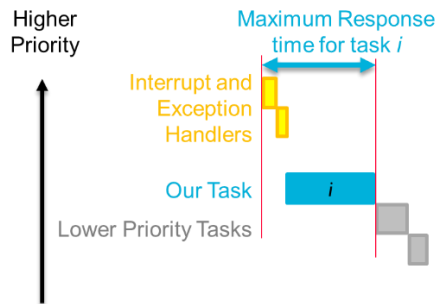 Higher
Priority
Maximum Response
time for task i
Interrupt and
Exception
Handlers
Our Task
i
Lower Priority Tasks